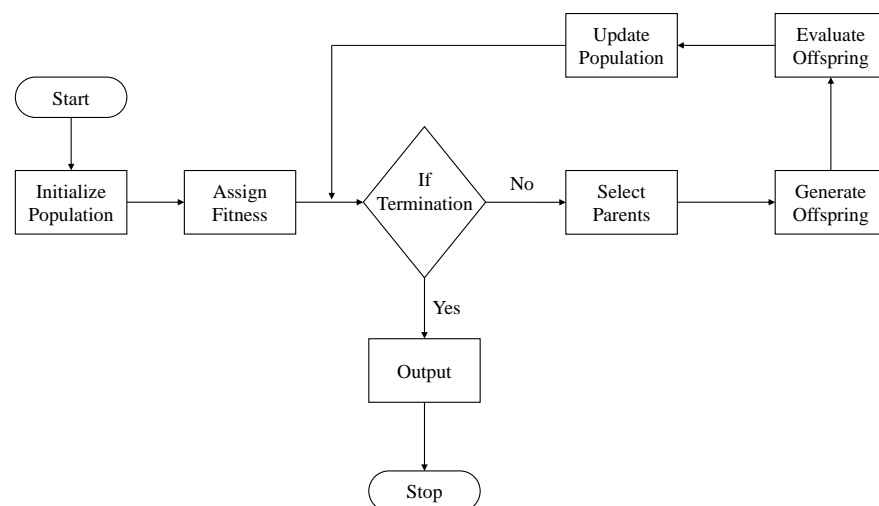 Update
Population
Evaluate
Offspring
Start
Initialize
Population
Assign
Fitness
If
Termination
No
Select
Parents
Generate
Offspring
Yes
Output
Stop